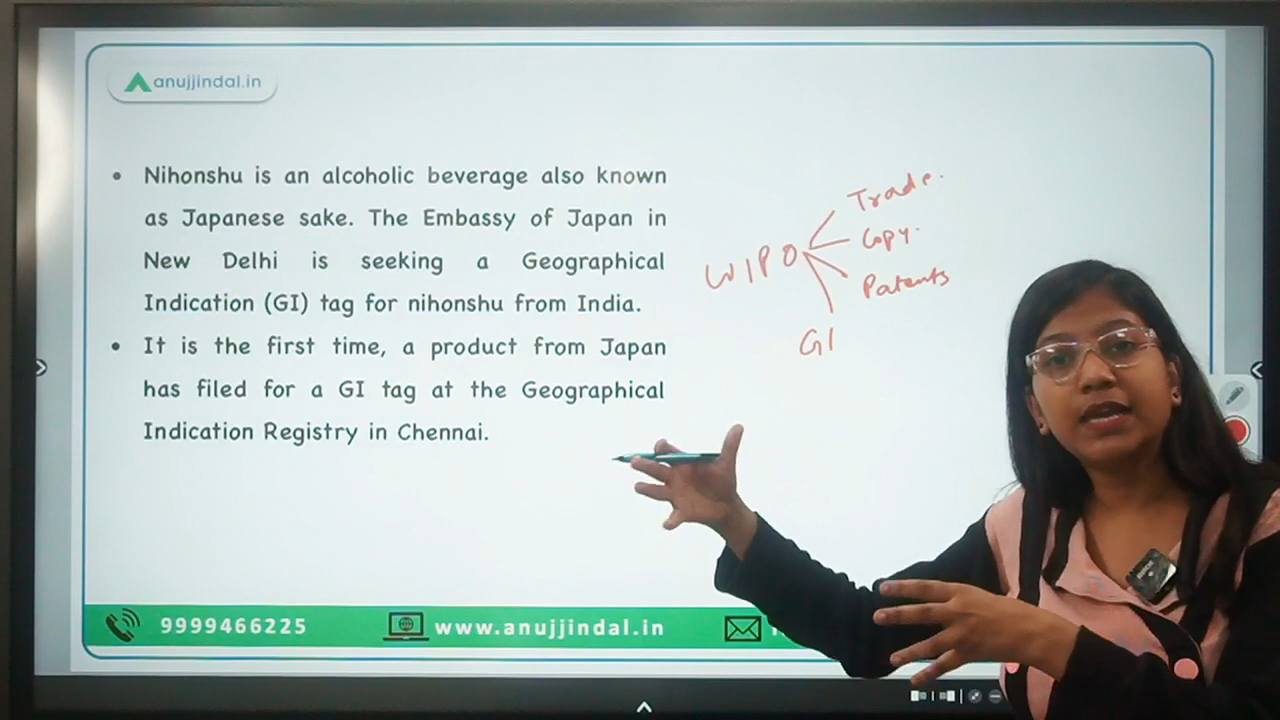 anujjindal.in
• Nihonshu is an alcoholic beverage also known
as Japanese sake. The Embassy of Japan in
New Delhi is seeking a Geographical
Indication (GI) tag for nihonshu from India.
• It is the first time, a product from Japan
has filed for a GI tag at the Geographical
Indication Registry in Chennai.
WIPO
Trade.
Copy.
Patents
GI
9999466225
www.anujjindal.in